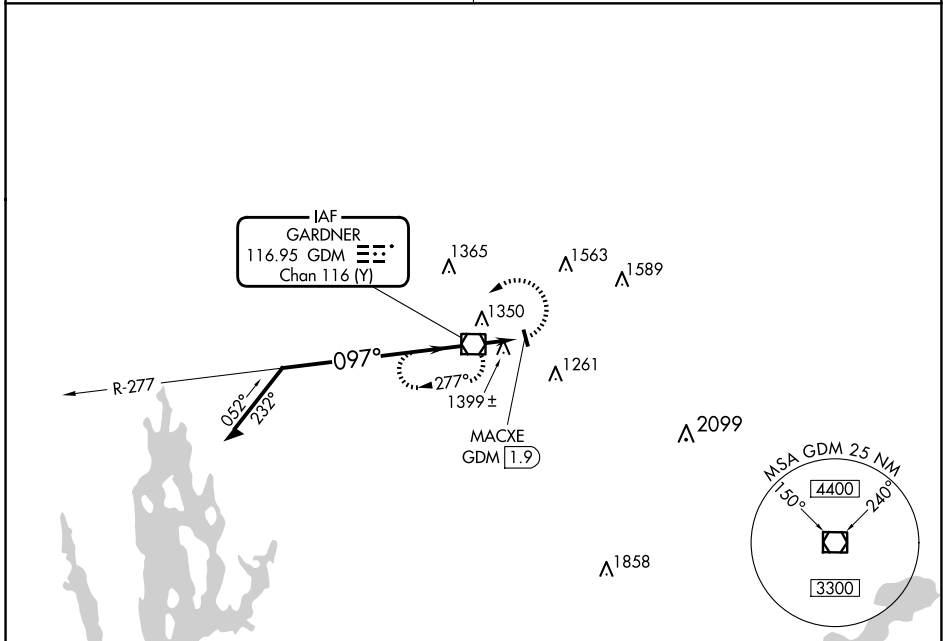 IAF
GARDNER
116.95 GDM
Chan 116 (Y)
1365
1563
1589
1350
097°
R-277
277°
1261
052°
232°
1399 ±
MACXE
GDM 1.9
2099
MSA GDM 25 NM
4400
150°
240°
1858
3300